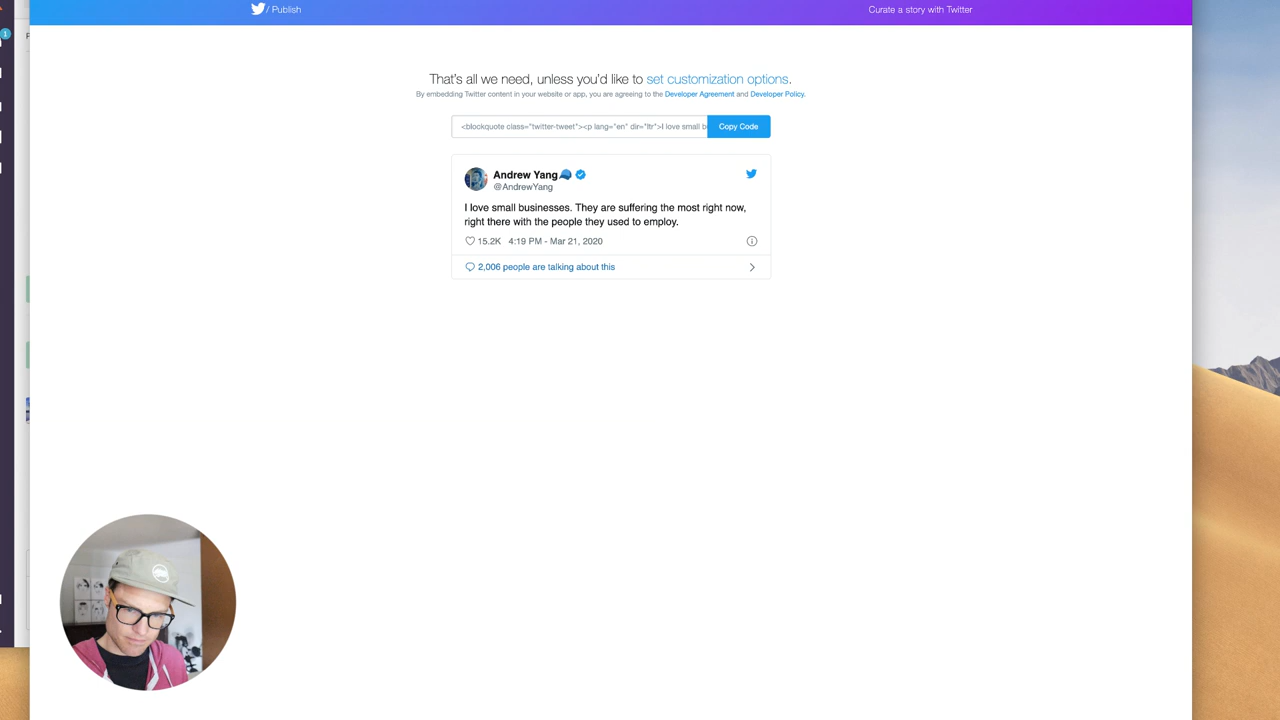 / Publish
Curate a story with Twitter
1
That's all we need, unless you'd like to set customization options.
By embedding Twitter content in your website or app, you are agreeing to the Developer Agreement and Developer Policy.
<blockquote class="twitter-tweet"><p lang="en" dir="ltr">I love small b
Copy Code
Andrew Yang
@AndrewYang
I love small businesses. They are suffering the most right now,
right there with the people they used to employ.
15.2K 4:19 PM - Mar 21, 2020
2,006 people are talking about this